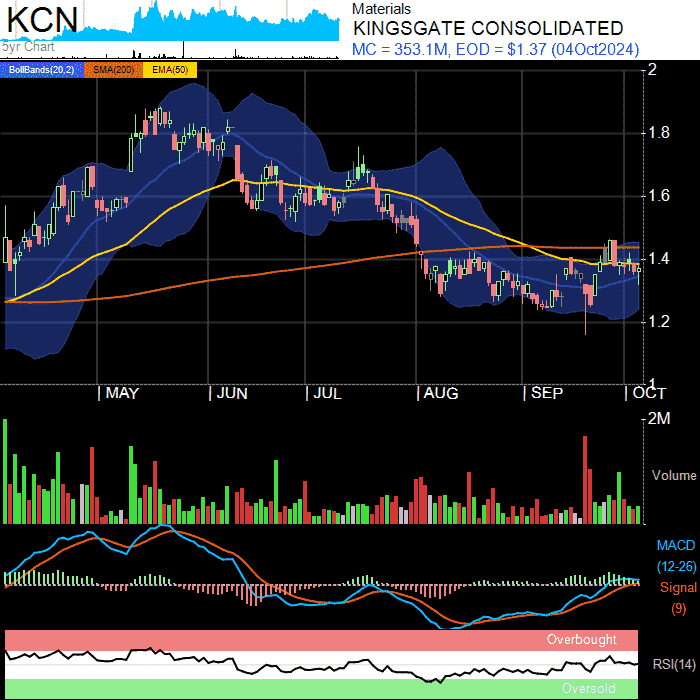 KCN
5yr Chart
Materials
KINGSGATE CONSOLIDATED
MC = 353.1M, EOD = $1.37 (04Oct2024)
BollBands(20,2) SMA(200) EMA(50)
2
1.8
1.6
1.4
1.2
1
MAY JUN JUL AUG SEP OCT
2M
Volume
MACD
(12-26)
Signal
(9)
Overbought
RSI(14)
Oversold